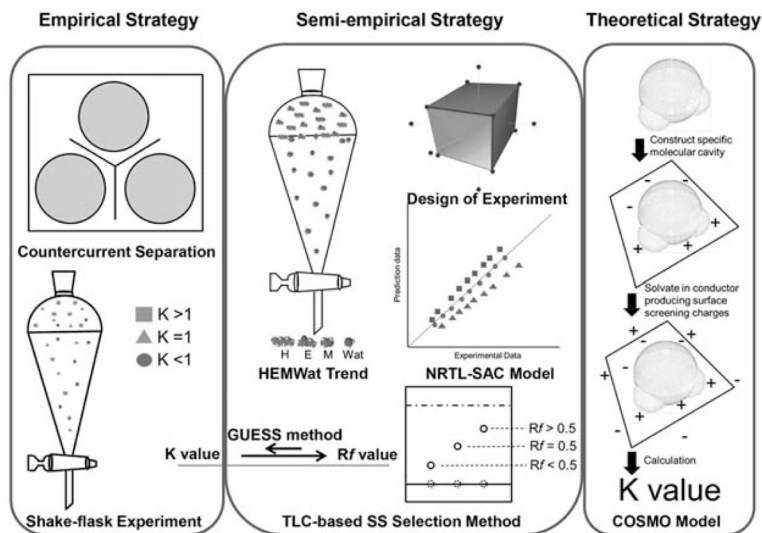 Empirical Strategy
Semi-empirical Strategy
Theoretical Strategy
Countercurrent Separation
K >1
K =1
K <1
K value
Shake-flask Experiment
H E M Wat
HEMWat Trend
Design of Experiment
Prediction data
Experimental Data
NRTL-SAC Model
GUESS method
Rf value
Rf > 0.5
Rf = 0.5
Rf < 0.5
TLC-based SS Selection Method
Construct specific
molecular cavity
- - - + +
Solvate in conductor
producing surface
screening charges
+ - + - + - + - + - + -
Calculation
K value
COSMO Model